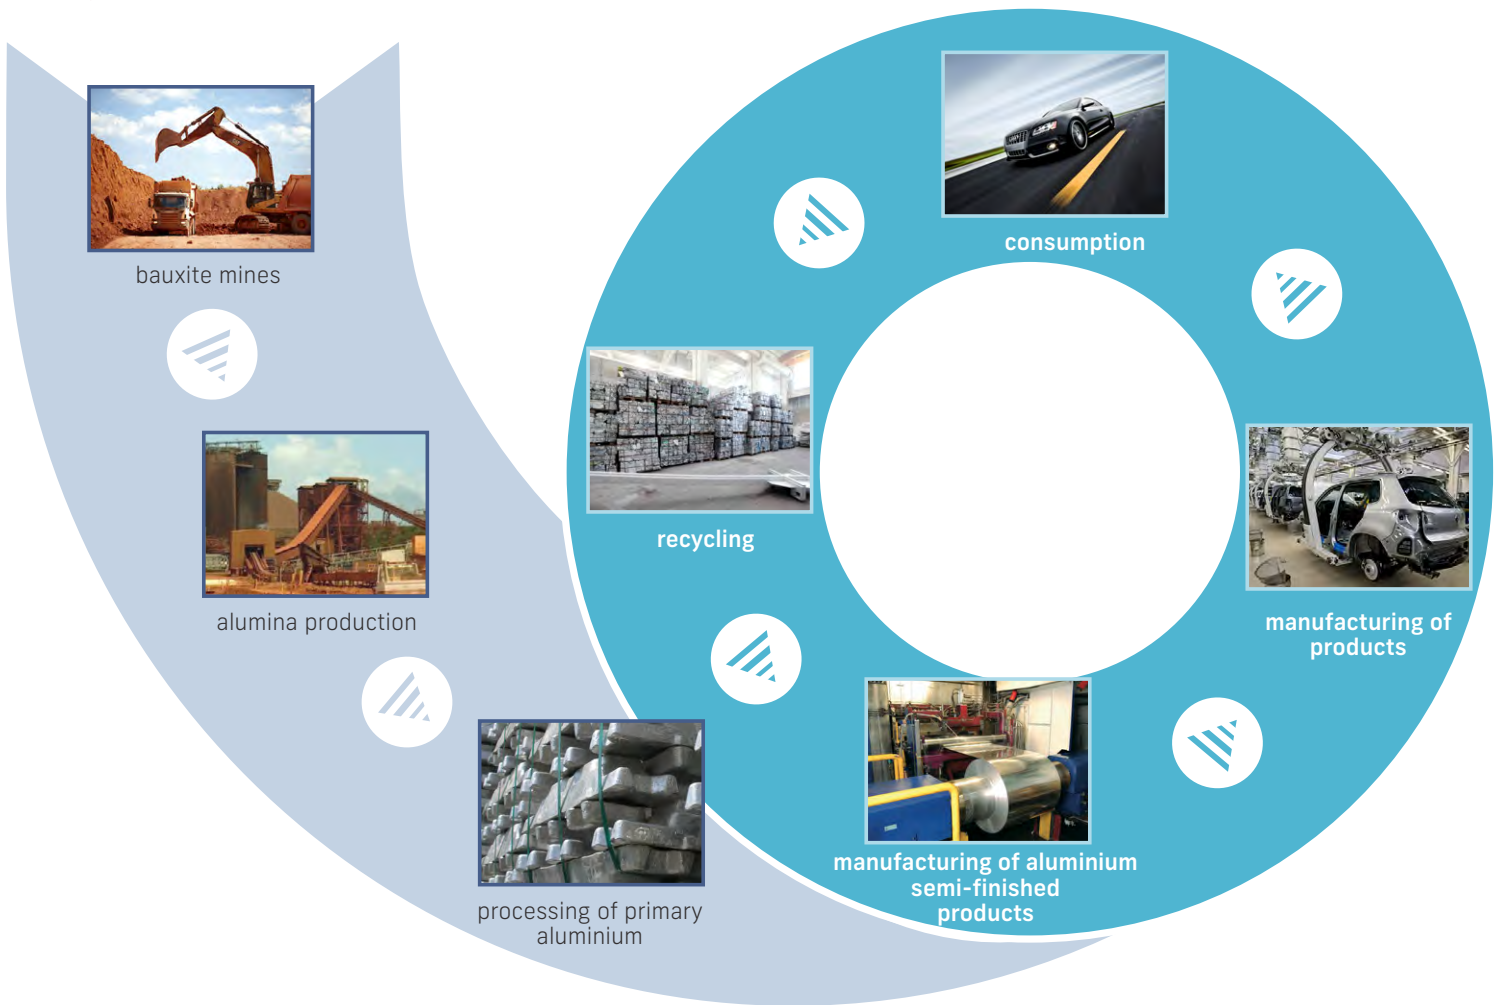 bauxite mines
alumina production
processing of primary
aluminium
manufacturing of aluminium
semi-finished
products
manufacturing of
products
consumption
recycling